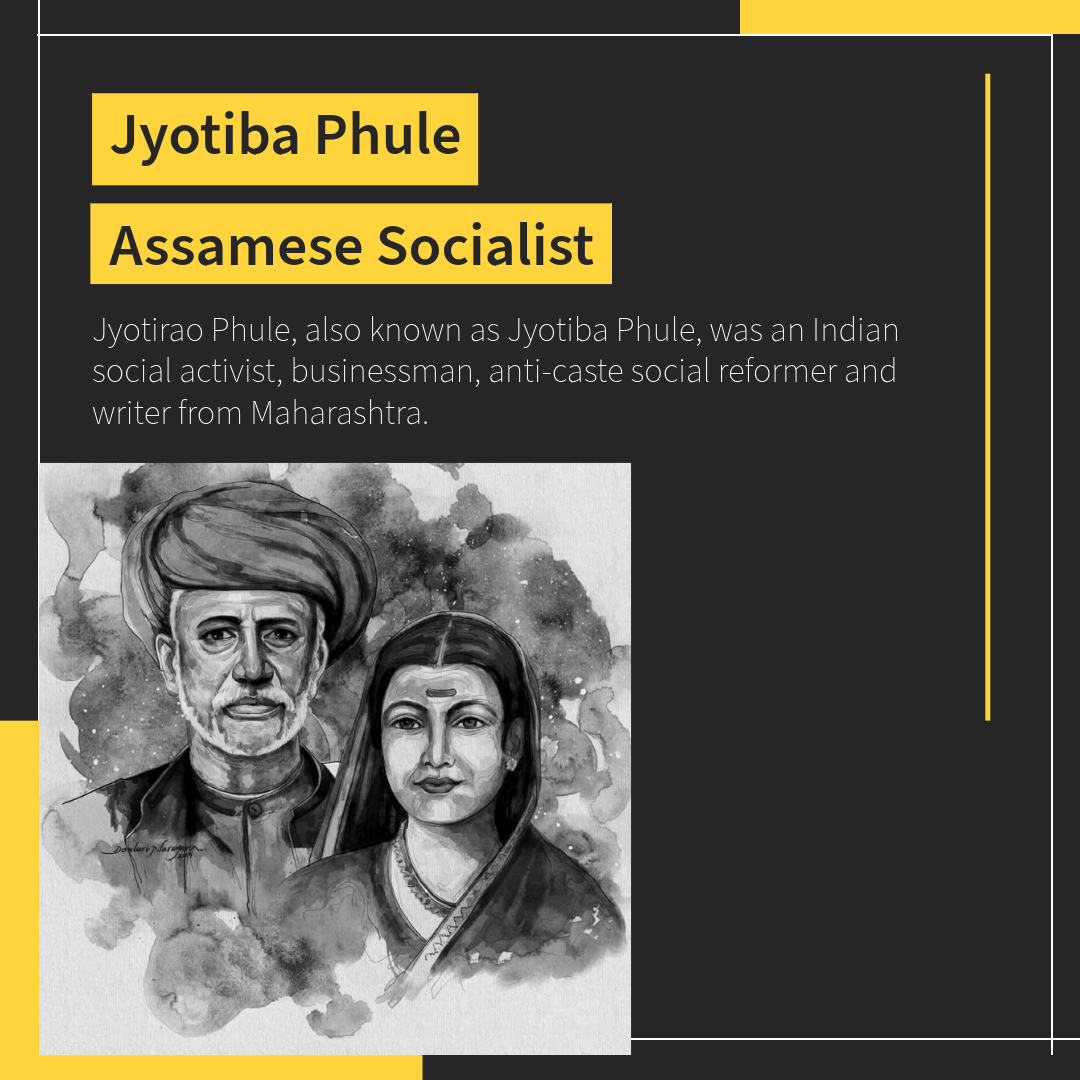 Jyotiba Phule
Assamese Socialist
Jyotirao Phule, also known as Jyotiba Phule, was an Indian
social activist, businessman, anti-caste social reformer and
writer from Maharashtra.